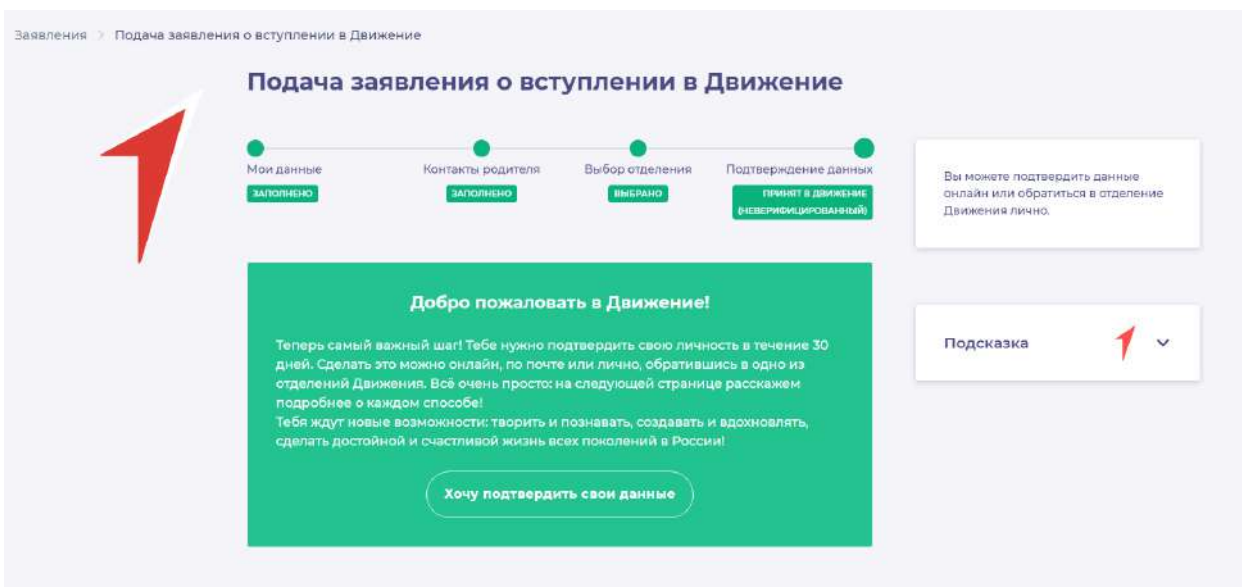 Заявления > Подача заявления о вступлении в Движение
Подача заявления о вступлении в Движение
Мои данные
ЗАПОЛНЕНО
Контакты родителя
ЗАПОЛНЕНО
Выбор отделения
ВЫБРАНО
Подтверждение данных
ПРИНЯТ В ДВИЖЕНИЕ
(НЕВЕРИФИЦИРОВАННЫЙ)
Вы можете подтвердить данные
онлайн или обратиться в отделение
Движения лично.
Добро пожаловать в Движение!
Теперь самый важный шаг! Тебе нужно подтвердить свою личность в течение 30
дней. Сделать это можно онлайн, по почте или лично, обратившись в одно из
отделений Движения. Всё очень просто: на следующей странице расскажем
подробнее о каждом способе!
Тебя ждут новые возможности: творить и познавать, создавать и вдохновлять,
сделать достойной и счастливой жизнь всех поколений в России!
Хочу подтвердить свои данные
Подсказка